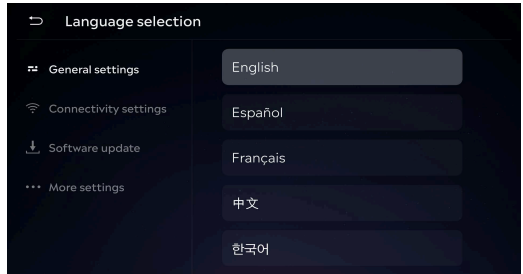 Language selection
General settings
Connectivity settings
Software update
More settings
English
Español
Français
中文
한국어